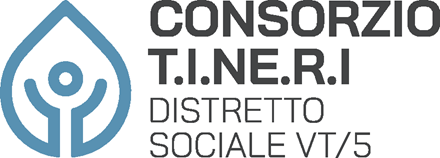 CONSORZIO
T.I.NE.R.I
DISTRETTO
SOCIALE VT/5